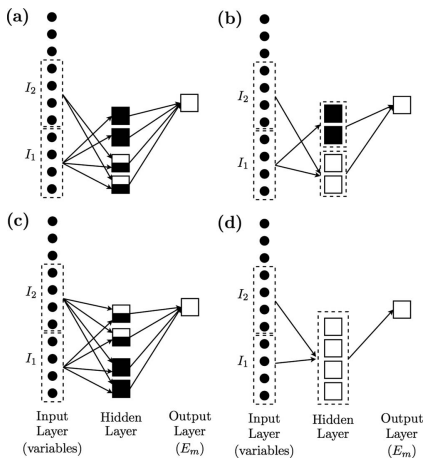 (a)
(b)
I₂
I₂
I₁
I₁
(c)
(d)
I₂
I₂
I₁
I₁
Input
Layer
(variables)
Hidden
Layer
Output
Layer
(Eₘ)
Input
Layer
(variables)
Hidden
Layer
Output
Layer
(Eₘ)